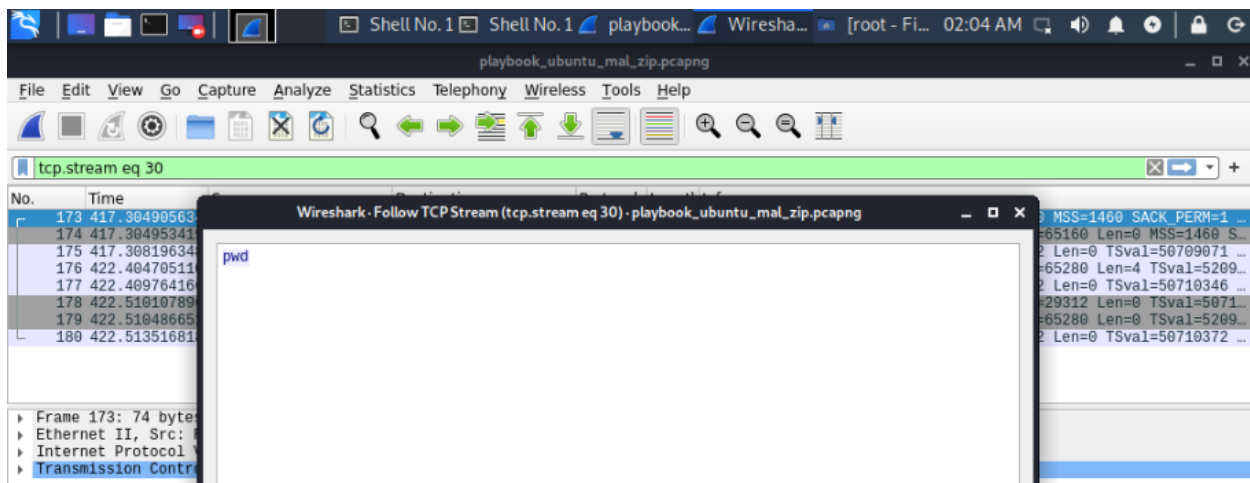 Shell No. 1 Shell No. 1 playbook... Wiresha... [root - Fi... 02:04 AM
playbook_ubuntu_mal_zip.pcapng
File Edit View Go Capture Analyze Statistics Telephony Wireless Tools Help
tcp.stream eq 30
No. Time
Wireshark · Follow TCP Stream (tcp.stream eq 30) · playbook_ubuntu_mal_zip.pcapng
173 417.30490563 0 MSS=1460 SACK_PERM=1 ...
174 417.30495341 =65160 Len=0 MSS=1460 S...
175 417.30819634 2 Len=0 TSval=50709071 ...
pwd
176 422.40470511 =65280 Len=4 TSval=5209...
177 422.40976416 2 Len=0 TSval=50710346 ...
178 422.51010789 =29312 Len=0 TSval=5071...
179 422.51048665 =65280 Len=0 TSval=5209...
180 422.51351681 2 Len=0 TSval=50710372 ...
Frame 173: 74 byte
Ethernet II, Src:
Internet Protocol
Transmission Contr